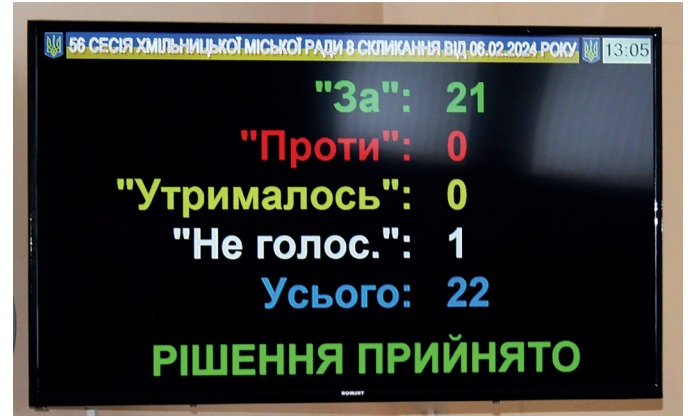 56 СЕСІЯ ХМІЛЬНИЦЬКОЇ МІСЬКОЇ РАДИ 8 СКЛИКАННЯ ВІД 06.02.2024 РОКУ 13:05
"За": 21
"Проти": 0
"Утрималось": 0
"Не голос.": 1
Усього: 22
РІШЕННЯ ПРИЙНЯТО
ROMSAT